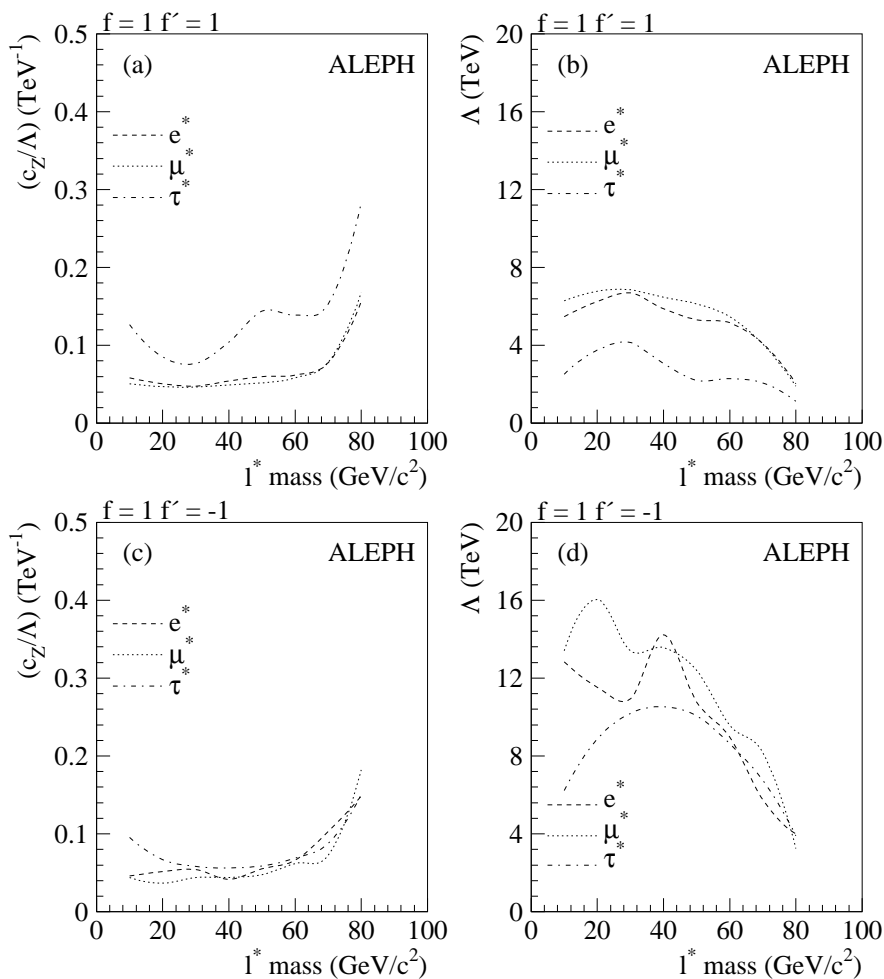 f = 1 f´ = 1
(c_Z/Λ) (TeV⁻¹)
0.5
0.4
0.3
0.2
0.1
0
(a)
ALEPH
e*
μ*
τ*
0 20 40 60 80 100
l* mass (GeV/c²)
f = 1 f´ = 1
Λ (TeV)
20
16
12
8
4
0
(b)
ALEPH
e*
μ*
τ*
0 20 40 60 80 100
l* mass (GeV/c²)
f = 1 f´ = -1
(c_Z/Λ) (TeV⁻¹)
0.5
0.4
0.3
0.2
0.1
0
(c)
ALEPH
e*
μ*
τ*
0 20 40 60 80 100
l* mass (GeV/c²)
f = 1 f´ = -1
Λ (TeV)
20
16
12
8
4
0
(d)
ALEPH
e*
μ*
τ*
0 20 40 60 80 100
l* mass (GeV/c²)